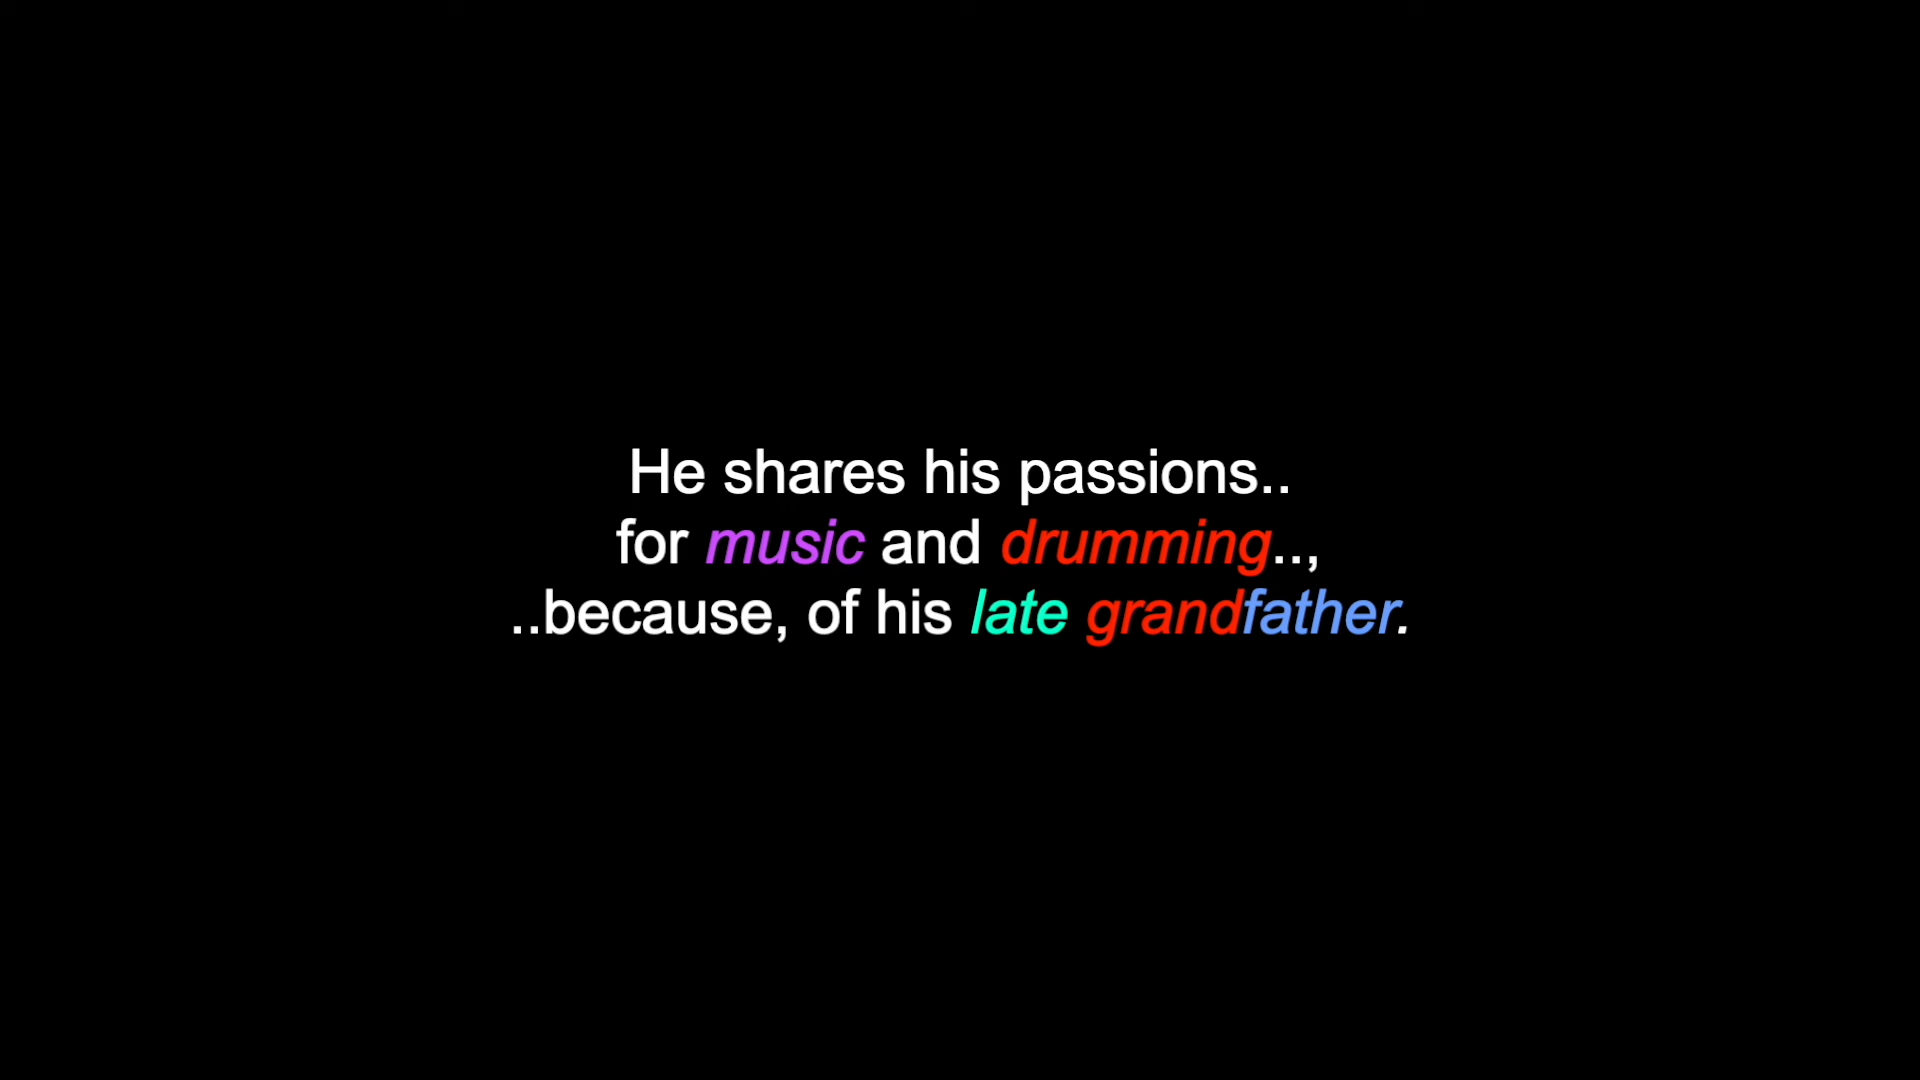 He shares his passions..
for music and drumming..,
..because, of his late grandfather.